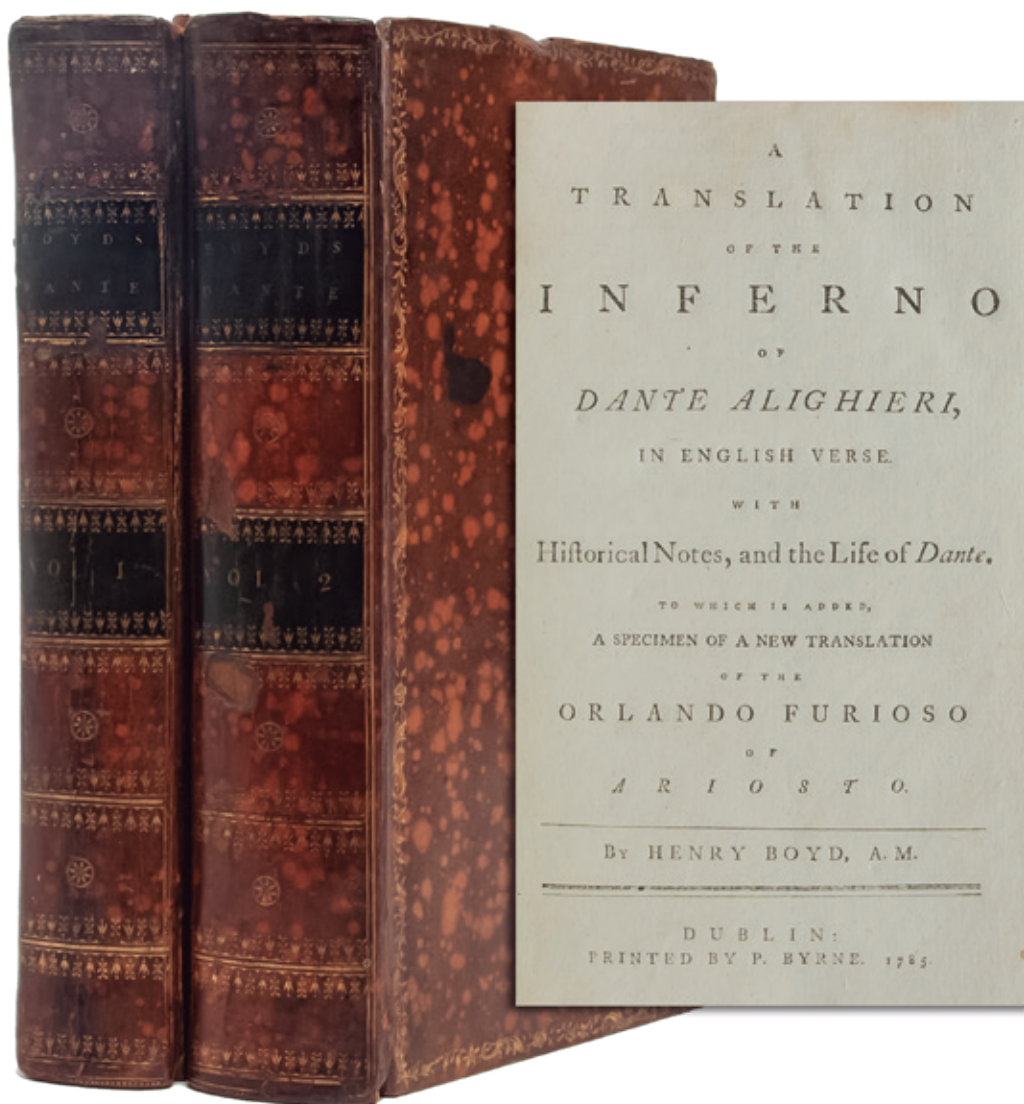 BOYDS
DANTE
VOL 1
BOYDS
DANTE
VOL 2
A
TRANSLATION
OF THE
INFERNO
OF
DANTE ALIGHIERI,
IN ENGLISH VERSE.
WITH
Hiſtorical Notes, and the Life of Dante.
TO WHICH IS ADDED,
A SPECIMEN OF A NEW TRANSLATION
OF THE
ORLANDO FURIOSO
OF
ARIOSTO.
By HENRY BOYD, A. M.
DUBLIN:
PRINTED BY P. BYRNE. 1785.